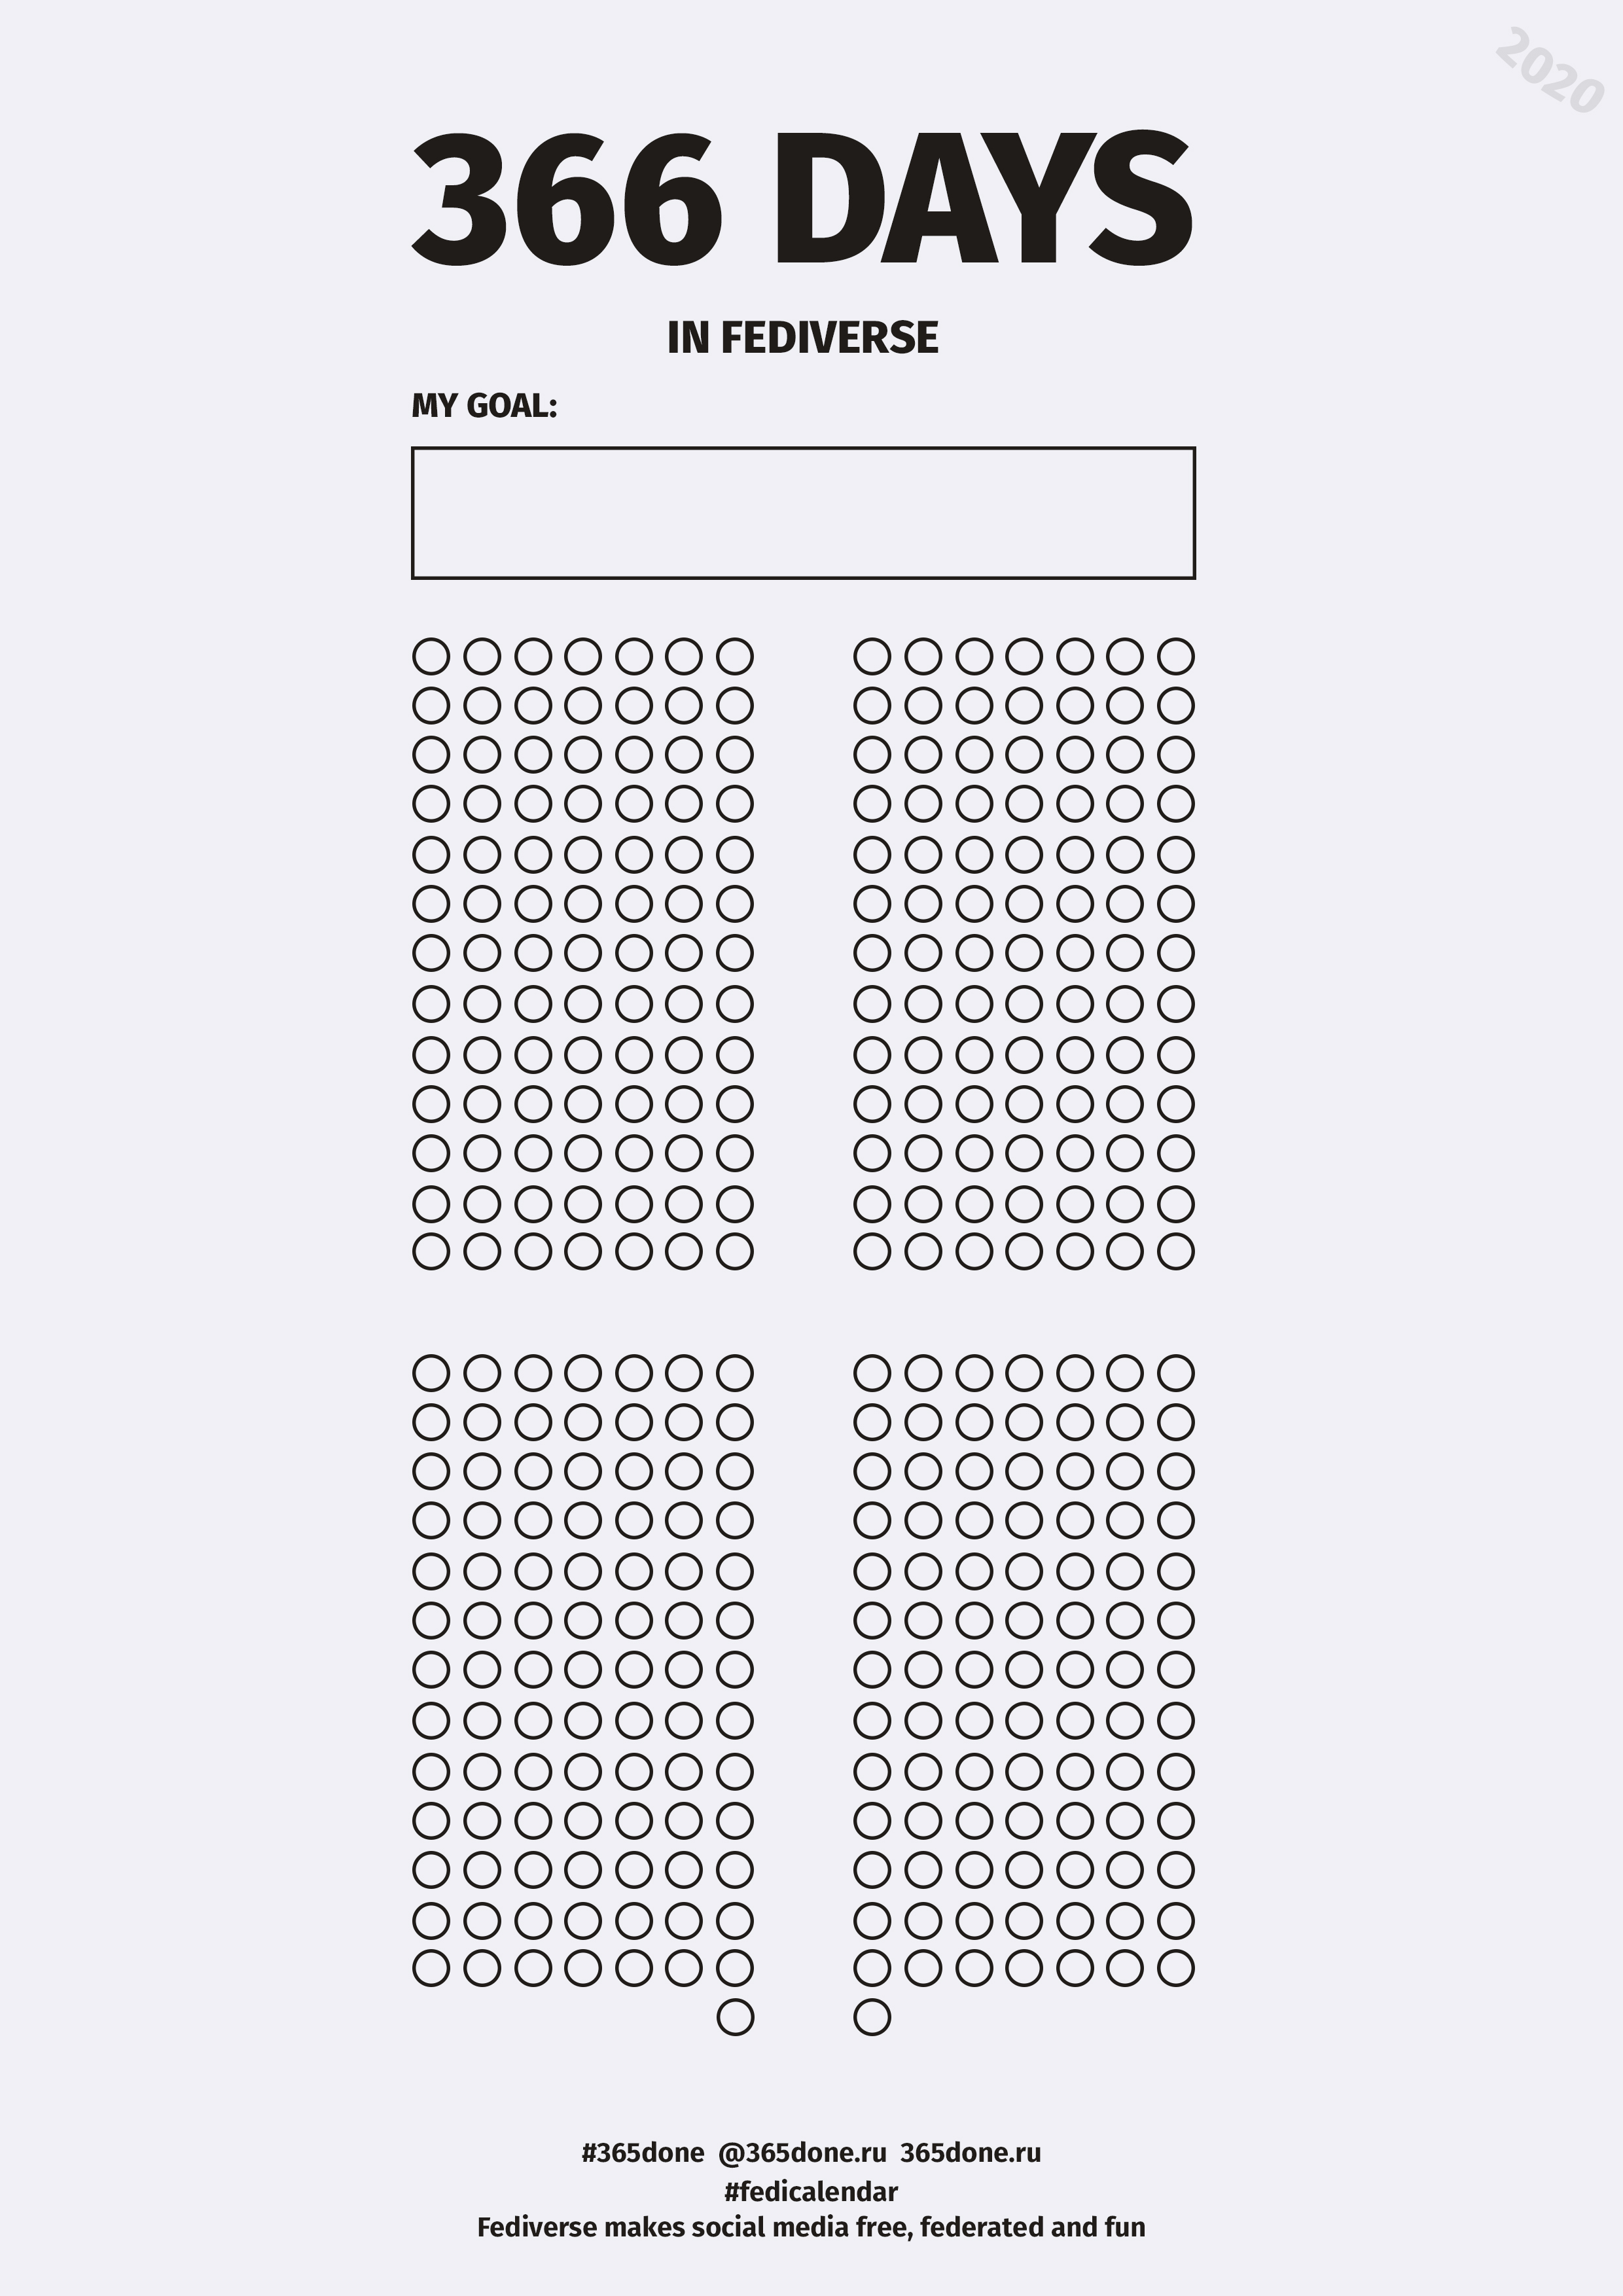 2020
366 DAYS
IN FEDIVERSE
MY GOAL:
#365done @365done.ru 365done.ru
#fedicalendar
Fediverse makes social media free, federated and fun